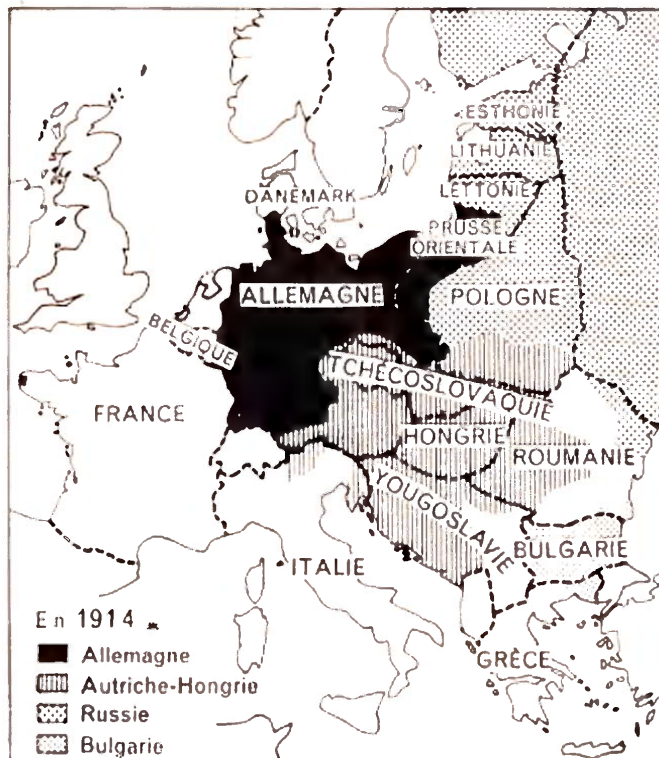 ESTHONIE
LITHUANIE
LETTONIE
DANEMARK
PRUSSE
ORIENTALE
ALLEMAGNE
POLOGNE
BELGIQUE
TCHÉCOSLOVAQUIE
FRANCE
HONGRIE
ROUMANIE
YOUGOSLAVIE
BULGARIE
ITALIE
GRÈCE
En 1914
Allemagne
Autriche-Hongrie
Russie
Bulgarie